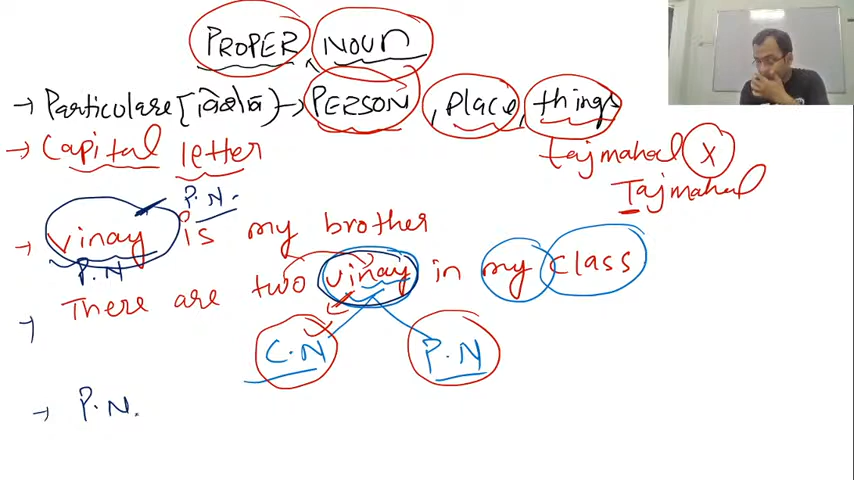 PROPER NOUN
→ Particulare [ ] → PERSON, Place, things
→ Capital letter
tajmahal X
Tajmahal
P.N.
→ vinay is my brother
P.N
→ There are two vinay in my class
C.N P.N
→ P.N.